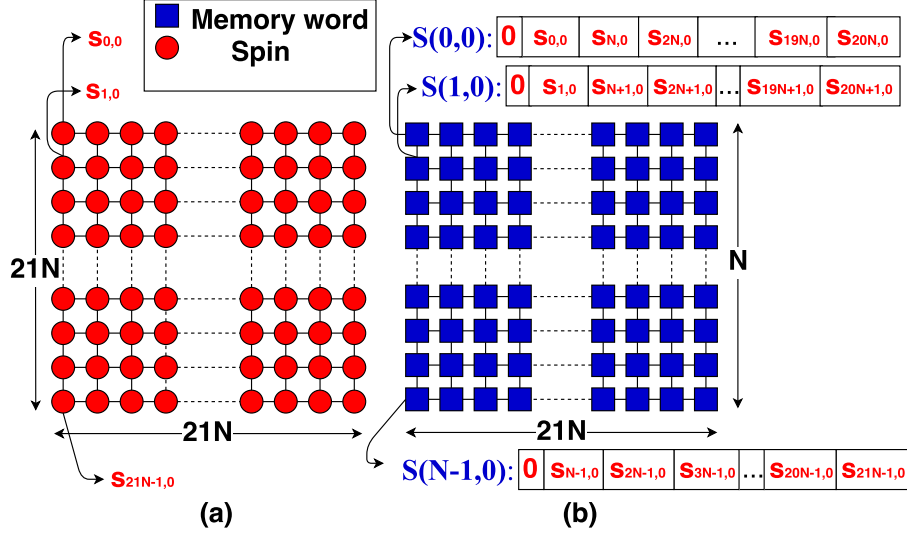 Memory word
Spin
s0,0
s1,0
21N
21N
s21N-1,0
(a)
S(0,0): 0 s0,0 sN,0 s2N,0 ... s19N,0 s20N,0
S(1,0): 0 s1,0 sN+1,0 s2N+1,0 ... s19N+1,0 s20N+1,0
N
21N
S(N-1,0): 0 sN-1,0 s2N-1,0 s3N-1,0 ... s20N-1,0 s21N-1,0
(b)